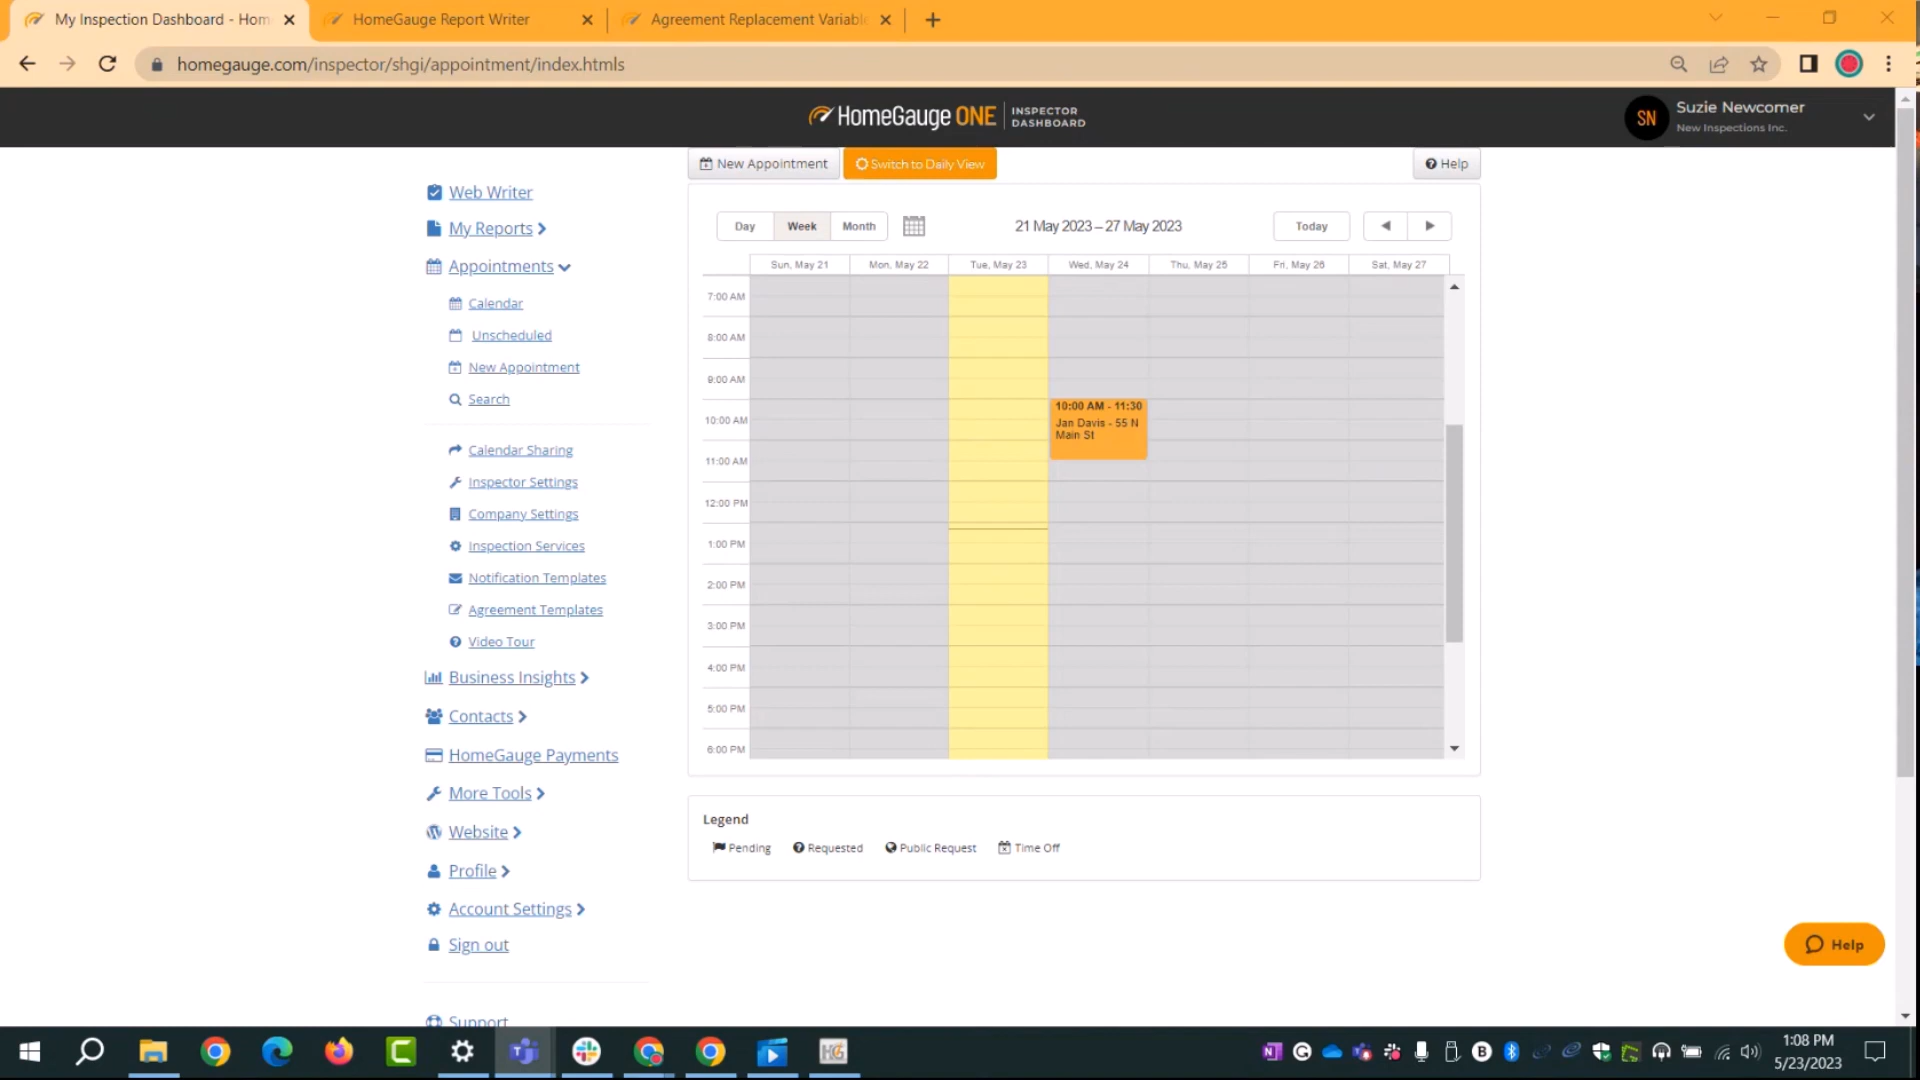 My Inspection Dashboard - Hom
HomeGauge Report Writer
Agreement Replacement Variabl
homegauge.com/inspector/shgi/appointment/index.htmls
HomeGauge ONE
INSPECTOR
DASHBOARD
SN
Suzie Newcomer
New Inspections Inc.
New Appointment
Switch to Daily View
Help
Web Writer
My Reports
Appointments
Calendar
Unscheduled
New Appointment
Search
Calendar Sharing
Inspector Settings
Company Settings
Inspection Services
Notification Templates
Agreement Templates
Video Tour
Business Insights
Contacts
HomeGauge Payments
More Tools
Website
Profile
Account Settings
Sign out
Support
Day
Week
Month
21 May 2023 – 27 May 2023
Today
Sun, May 21
Mon, May 22
Tue, May 23
Wed, May 24
Thu, May 25
Fri, May 26
Sat, May 27
7:00 AM
8:00 AM
9:00 AM
10:00 AM
11:00 AM
12:00 PM
1:00 PM
2:00 PM
3:00 PM
4:00 PM
5:00 PM
6:00 PM
10:00 AM - 11:30
Jan Davis - 55 N
Main St
Legend
Pending
Requested
Public Request
Time Off
Help
HG
1:08 PM
5/23/2023